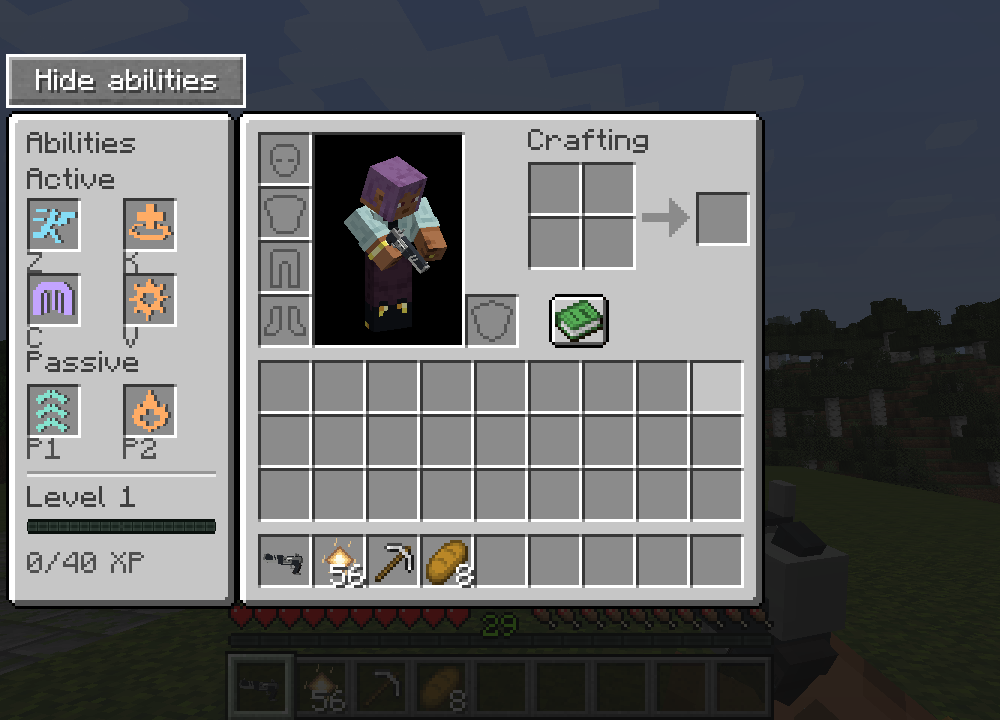 Hide abilities
Abilities
Active
Z K
C V
Passive
P1 P2
Level 1
0/40 XP
Crafting
56 8
29
56 8